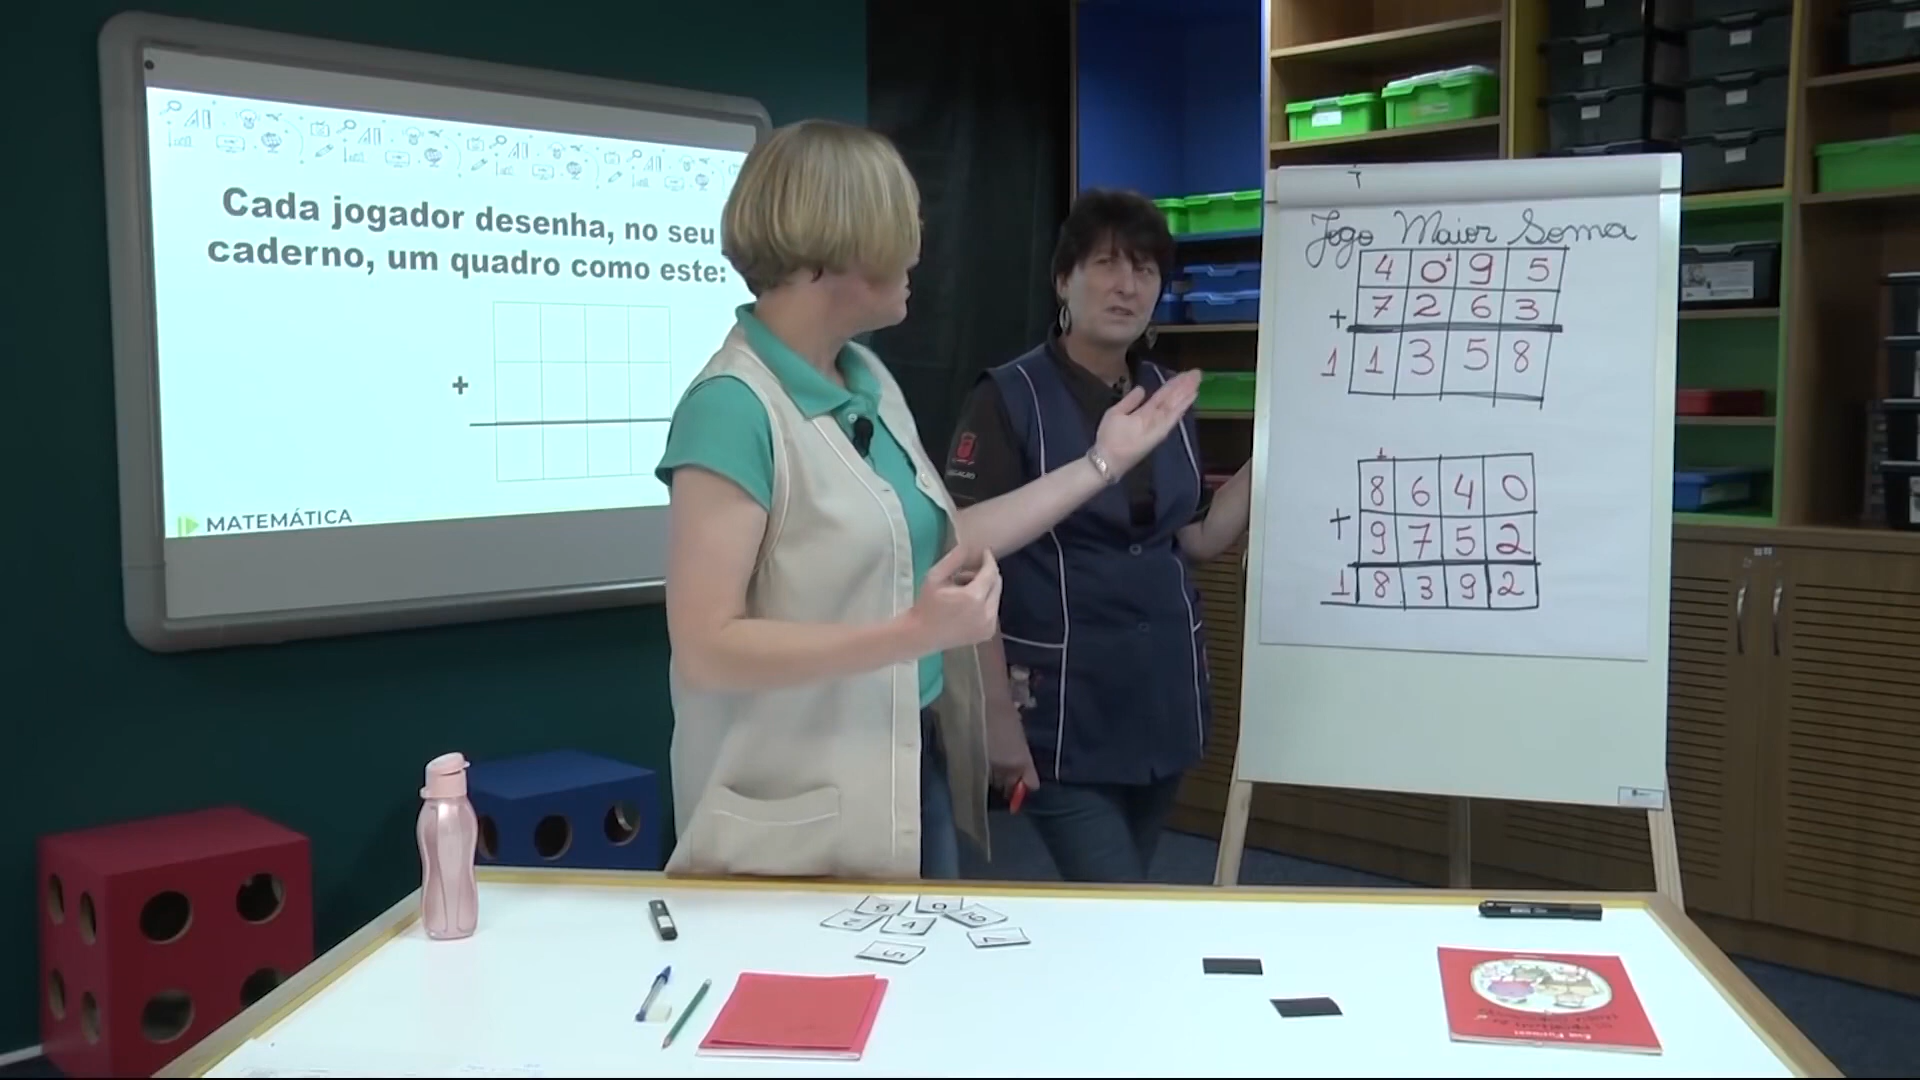 Cada jogador desenha, no seu
caderno, um quadro como este:
+
MATEMÁTICA
Jogo Maior Soma
4 0 9 5
+ 7 2 6 3
1 1 3 5 8
8 6 4 0
+ 9 7 5 2
1 8 3 9 2